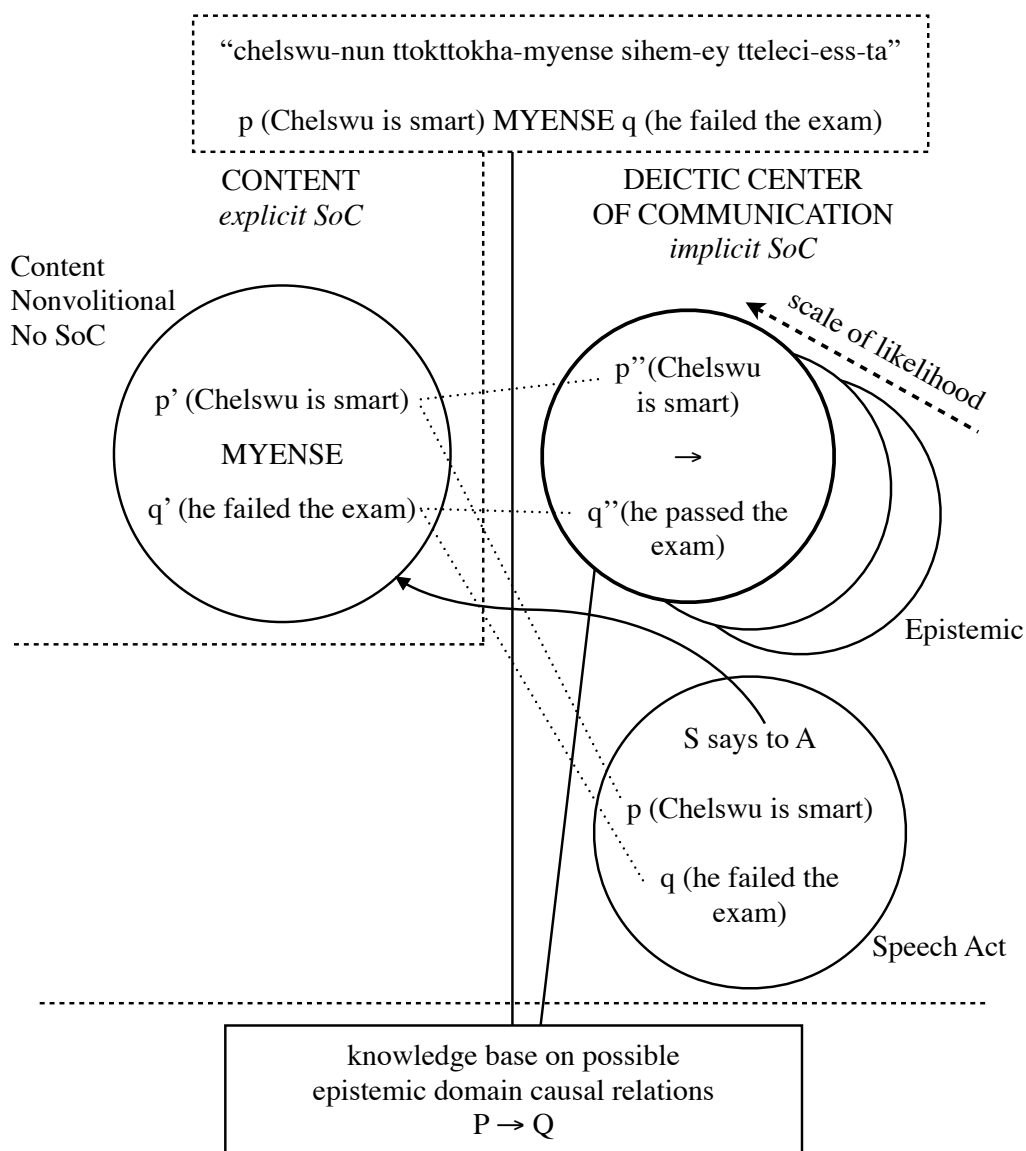 “chelswu-nun ttokttokha-myense sihem-ey tteleci-ess-ta”
p (Chelswu is smart) MYENSE q (he failed the exam)
CONTENT
explicit SoC
DEICTIC CENTER
OF COMMUNICATION
implicit SoC
Content
Nonvolitional
No SoC
p’ (Chelswu is smart)
MYENSE
q’ (he failed the exam)
scale of likelihood
p’’ (Chelswu
is smart)
→
q’’ (he passed the
exam)
Epistemic
S says to A
p (Chelswu is smart)
q (he failed the
exam)
Speech Act
knowledge base on possible
epistemic domain causal relations
P → Q